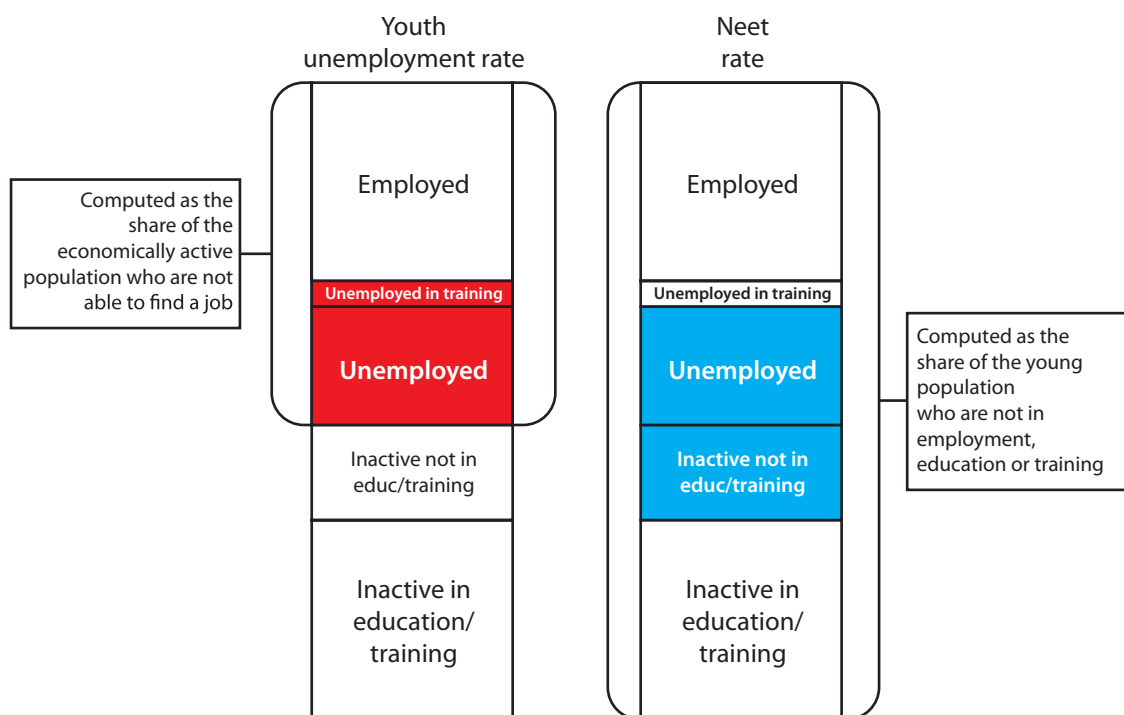 Youth
unemployment rate
Neet
rate
Employed
Employed
Computed as the
share of the
economically active
population who are not
able to find a job
Unemployed in training
Unemployed in training
Unemployed
Unemployed
Computed as the
share of the young
population
who are not in
employment,
education or training
Inactive not in
educ/training
Inactive not in
educ/training
Inactive in
education/
training
Inactive in
education/
training